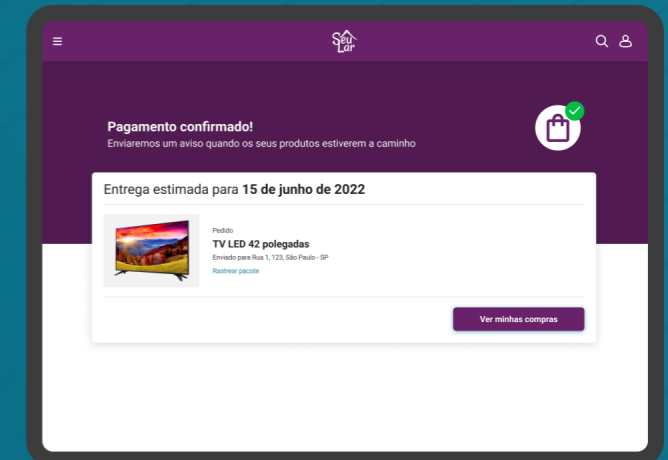 Seu
Lar
Pagamento confirmado!
Enviaremos um aviso quando os seus produtos estiverem a caminho
Entrega estimada para 15 de junho de 2022
Pedido
TV LED 42 polegadas
Enviado para Rua 1, 123, São Paulo - SP
Rastrear pacote
Ver minhas compras